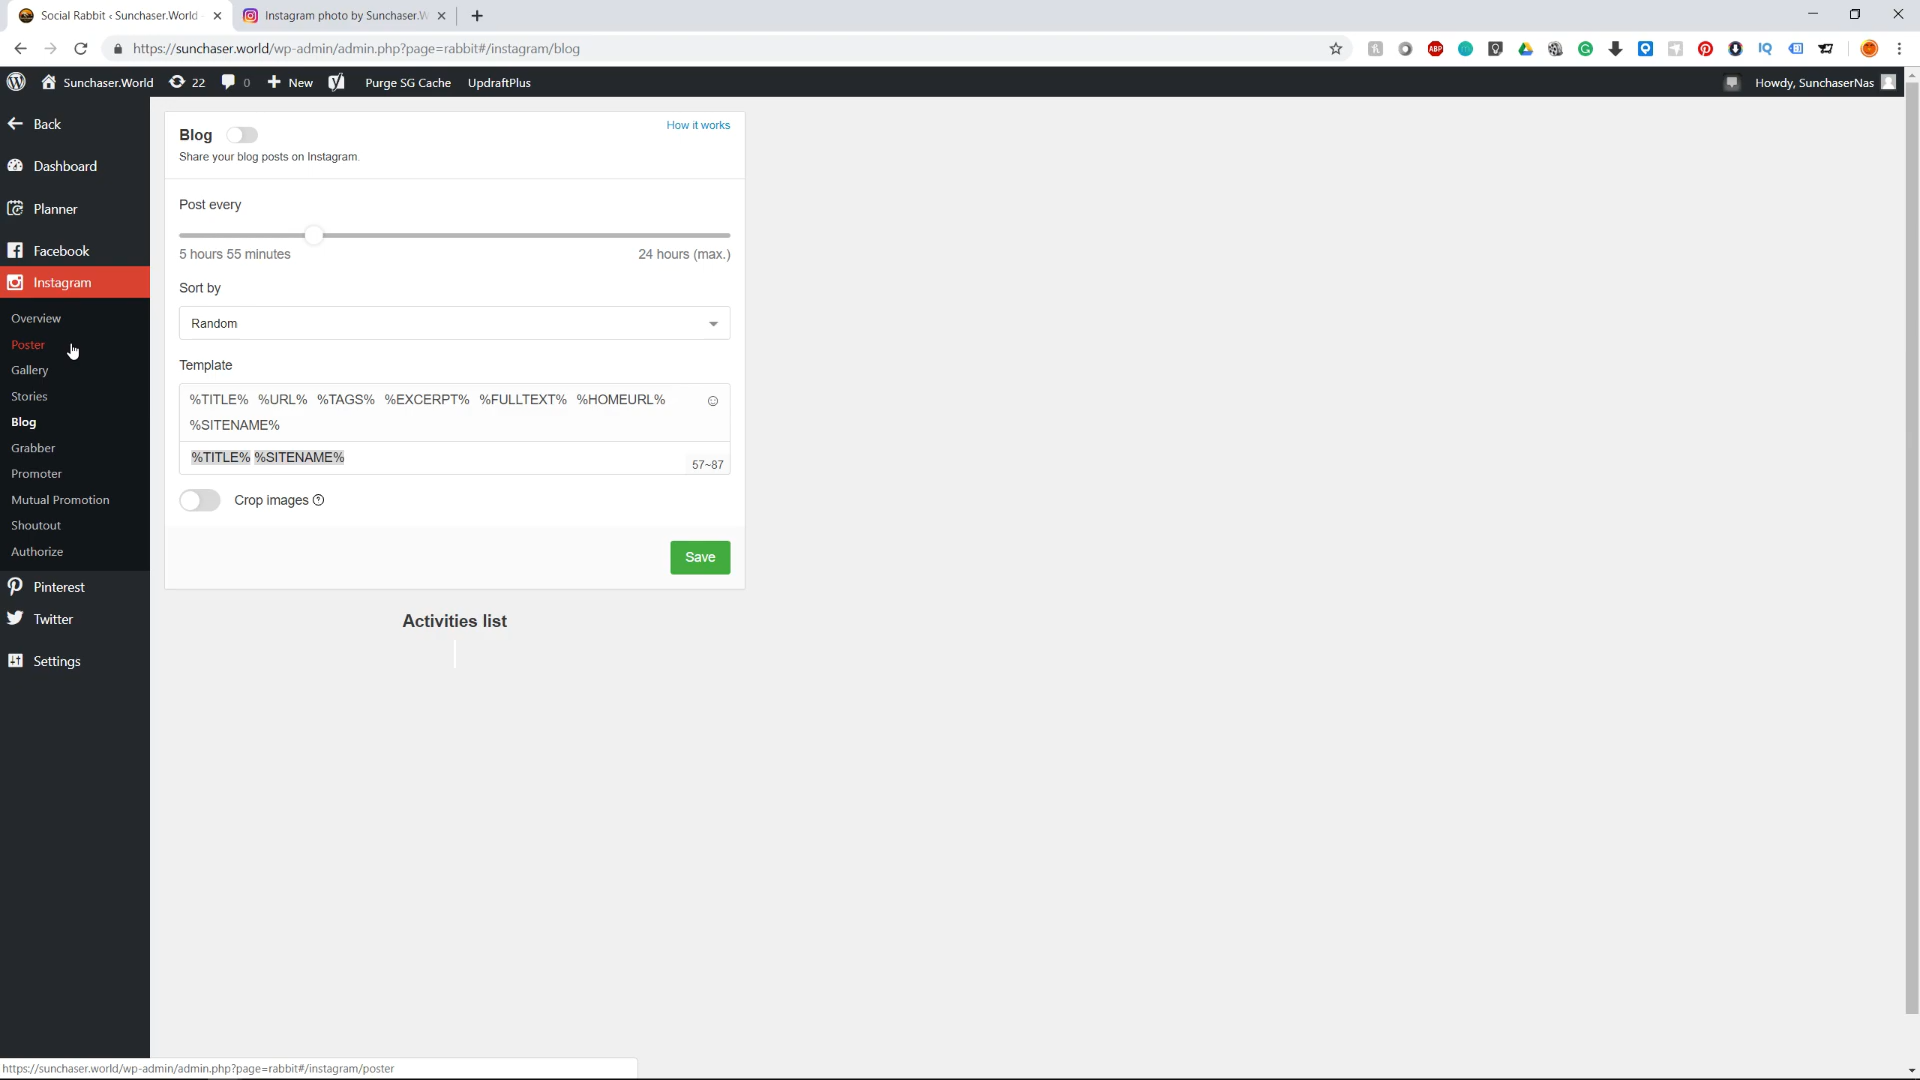 Social Rabbit ‹ Sunchaser.World
Instagram photo by Sunchaser.W
https://sunchaser.world/wp-admin/admin.php?page=rabbit#/instagram/blog
ABP
IQ
Sunchaser.World 22 0 New Purge SG Cache UpdraftPlus Howdy, SunchaserNas
Back
Dashboard
Planner
Facebook
Instagram
Overview
Poster
Gallery
Stories
Blog
Grabber
Promoter
Mutual Promotion
Shoutout
Authorize
Pinterest
Twitter
Settings
Blog
How it works
Share your blog posts on Instagram.
Post every
5 hours 55 minutes 24 hours (max.)
Sort by
Random
Template
%TITLE% %URL% %TAGS% %EXCERPT% %FULLTEXT% %HOMEURL%
%SITENAME%
%TITLE% %SITENAME%
57~87
Crop images
Save
Activities list
https://sunchaser.world/wp-admin/admin.php?page=rabbit#/instagram/poster